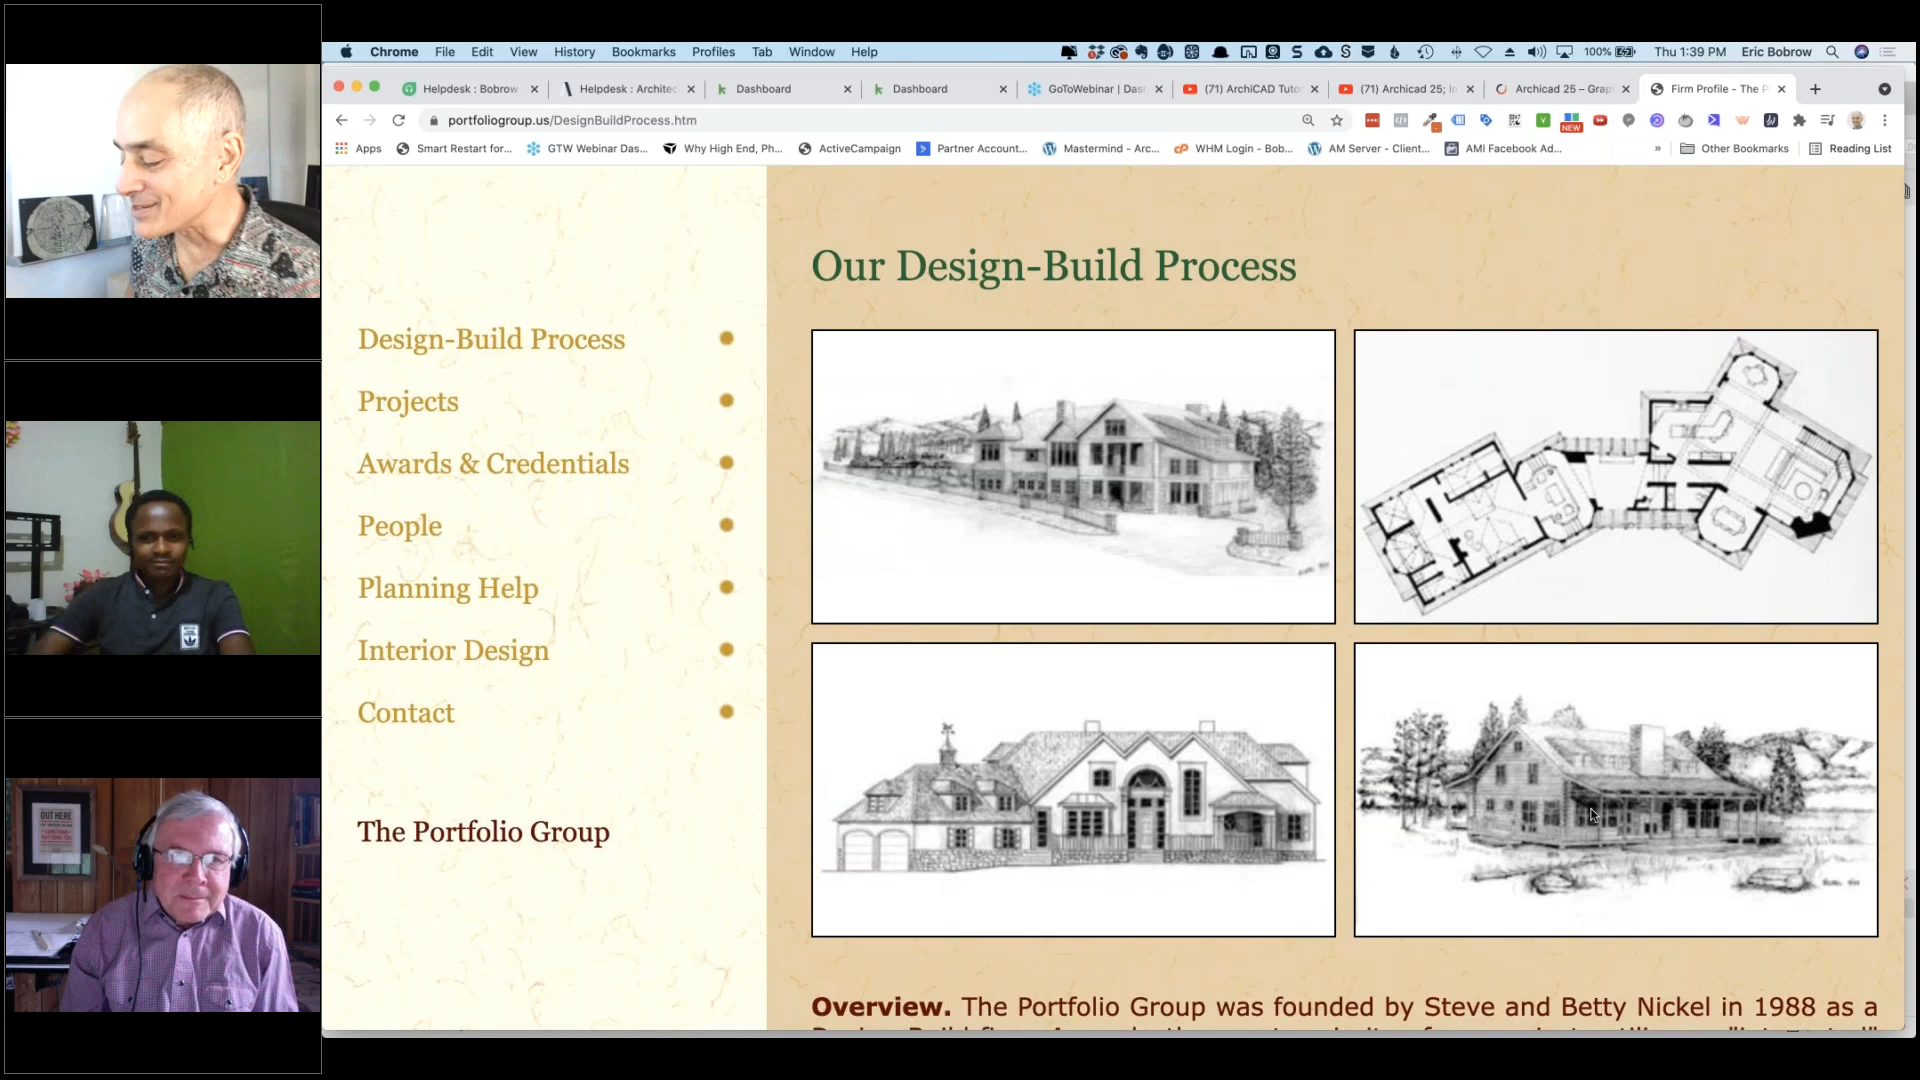 Chrome File Edit View History Bookmarks Profiles Tab Window Help 100% Thu 1:39 PM Eric Bobrow
Helpdesk : Bobrow Helpdesk : Architec Dashboard Dashboard GoToWebinar | Das (71) ArchiCAD Tuto (71) Archicad 25; I Archicad 25 – Grap Firm Profile - The P
portfoliogroup.us/DesignBuildProcess.htm NEW
Apps Smart Restart for... GTW Webinar Das... Why High End, Ph... ActiveCampaign Partner Account... Mastermind - Arc... WHM Login - Bob... AM Server - Client... AMI Facebook Ad... » Other Bookmarks Reading List
Our Design-Build Process
Design-Build Process
Projects
Awards & Credentials
People
Planning Help
Interior Design
Contact
The Portfolio Group
Overview. The Portfolio Group was founded by Steve and Betty Nickel in 1988 as a
OUT HERE